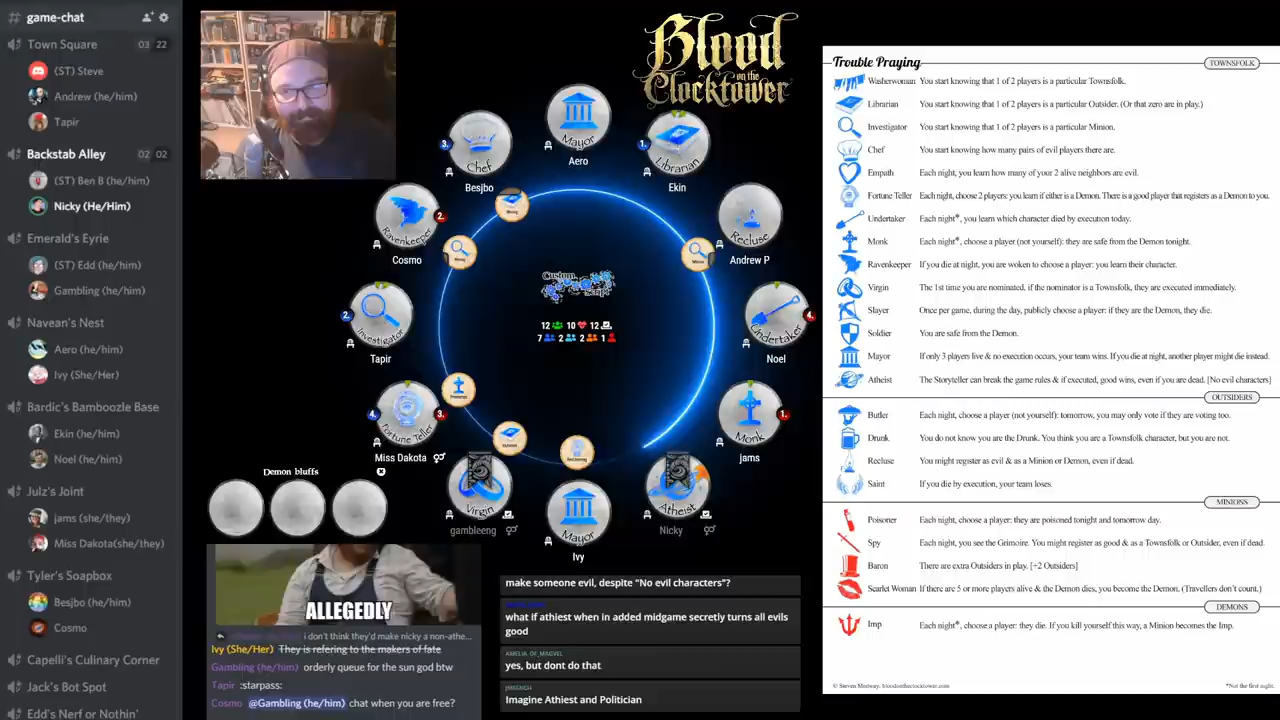 game-chat
Town Square
03 22
(ST) Steve
Andrew (he/him)
Tapir
Backstab Alley
02 02
(ST) Ben B (he/him)
Nicky (He/Him)
Emerald's Eyrie
(ST) Edd (he/him)
Gambling (he/him)
Navean's Nest
Aero (he/him)
Ivy (She/Her)
Bardic's Bamboozle Base
Ekin (he/him)
Noel (he/him)
Julz's Joint
jams (she/they)
Miss Dakota(she/they)
Tyler's Soapbox
Besjbo (he/him)
Cosmo
Capelli's Culinary Corner
Jack's Jackpot
Edd's Nerf or Nothin'
Blood
on the
Clocktower
Mayor
Aero
Chef
3.
Besjbo
Librarian
1.
Ekin
Ravenkeeper
2.
Cosmo
Recluse
Andrew P
Investigator
2.
Tapir
Undertaker
4.
Noel
Fortune Teller
4.
3.
Miss Dakota
Monk
1.
jams
Virgin
gambleeng
Mayor
Ivy
Atheist
Nicky
Custom
Script
12 10 12
7 2 2 1
Demon bluffs
ALLEGEDLY
i don't think they'd make nicky a non-athe...
Ivy (She/Her) They is refering to the makers of fate
Gambling (he/him) orderly queue for the sun god btw
Tapir :starpass:
Cosmo @Gambling (he/him) chat when you are free?
make someone evil, despite "No evil characters"?
what if atheist when in added midgame secretly turns all evils
good
yes, but dont do that
Imagine Athiest and Politician
Trouble Praying
TOWNSFOLK
Washerwoman You start knowing that 1 of 2 players is a particular Townsfolk.
Librarian You start knowing that 1 of 2 players is a particular Outsider. (Or that zero are in play.)
Investigator You start knowing that 1 of 2 players is a particular Minion.
Chef You start knowing how many pairs of evil players there are.
Empath Each night, you learn how many of your 2 alive neighbors are evil.
Fortune Teller Each night, choose 2 players: you learn if either is a Demon. There is a good player that registers as a Demon to you.
Undertaker Each night*, you learn which character died by execution today.
Monk Each night*, choose a player (not yourself): they are safe from the Demon tonight.
Ravenkeeper If you die at night, you are woken to choose a player: you learn their character.
Virgin The 1st time you are nominated, if the nominator is a Townsfolk, they are executed immediately.
Slayer Once per game, during the day, publicly choose a player: if they are the Demon, they die.
Soldier You are safe from the Demon.
Mayor If only 3 players live & no execution occurs, your team wins. If you die at night, another player might die instead.
Atheist The Storyteller can break the game rules & if executed, good wins, even if you are dead. [No evil characters]
OUTSIDERS
Butler Each night, choose a player (not yourself): tomorrow, you may only vote if they are voting too.
Drunk You do not know you are the Drunk. You think you are a Townsfolk character, but you are not.
Recluse You might register as evil & as a Minion or Demon, even if dead.
Saint If you die by execution, your team loses.
MINIONS
Poisoner Each night, choose a player: they are poisoned tonight and tomorrow day.
Spy Each night, you see the Grimoire. You might register as good & as a Townsfolk or Outsider, even if dead.
Baron There are extra Outsiders in play. [+2 Outsiders]
Scarlet Woman If there are 5 or more players alive & the Demon dies, you become the Demon. (Travellers don't count.)
DEMONS
Imp Each night*, choose a player: they die. If you kill yourself this way, a Minion becomes the Imp.
© Steven Medway, bloodontheclocktower.com
*Not the first night.